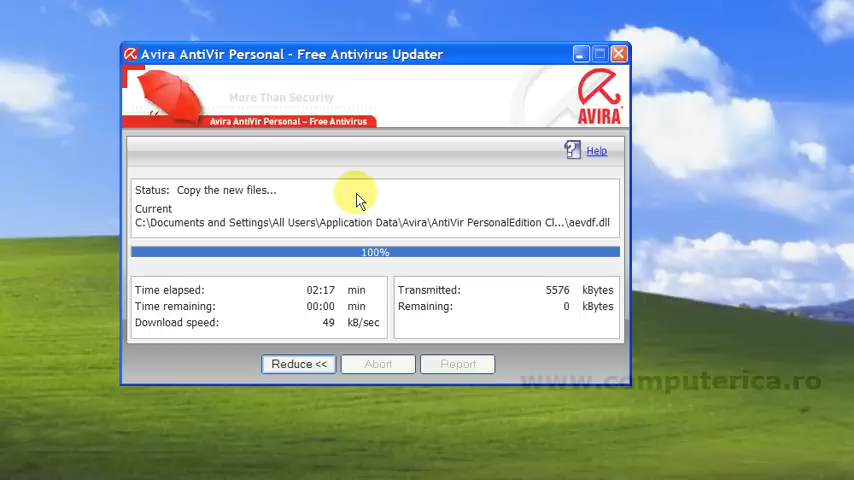 Avira AntiVir Personal - Free Antivirus Updater
More Than Security
Avira AntiVir Personal – Free Antivirus
AVIRA
Help
Status: Copy the new files...
Current
C:\Documents and Settings\All Users\Application Data\Avira\AntiVir PersonalEdition Cl...\aevdf.dll
100%
Time elapsed: 02:17 min
Time remaining: 00:00 min
Download speed: 49 kB/sec
Transmitted: 5576 kBytes
Remaining: 0 kBytes
Reduce << Abort Report
www.computerica.ro